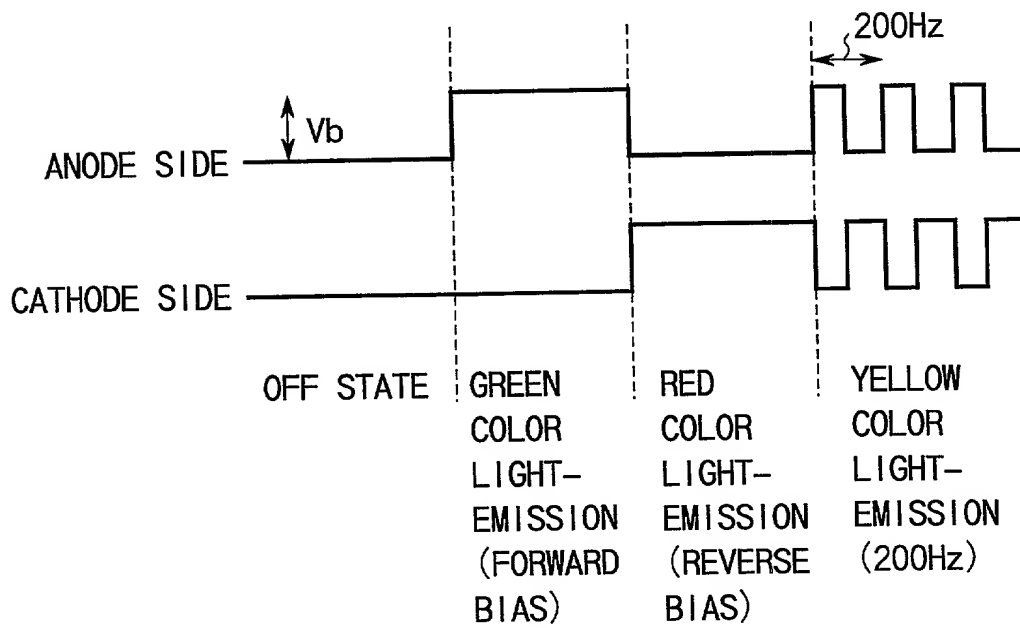 200Hz
Vb
ANODE SIDE
CATHODE SIDE
OFF STATE
GREEN
COLOR
LIGHT-
EMISSION
(FORWARD
BIAS)
RED
COLOR
LIGHT-
EMISSION
(REVERSE
BIAS)
YELLOW
COLOR
LIGHT-
EMISSION
(200Hz)